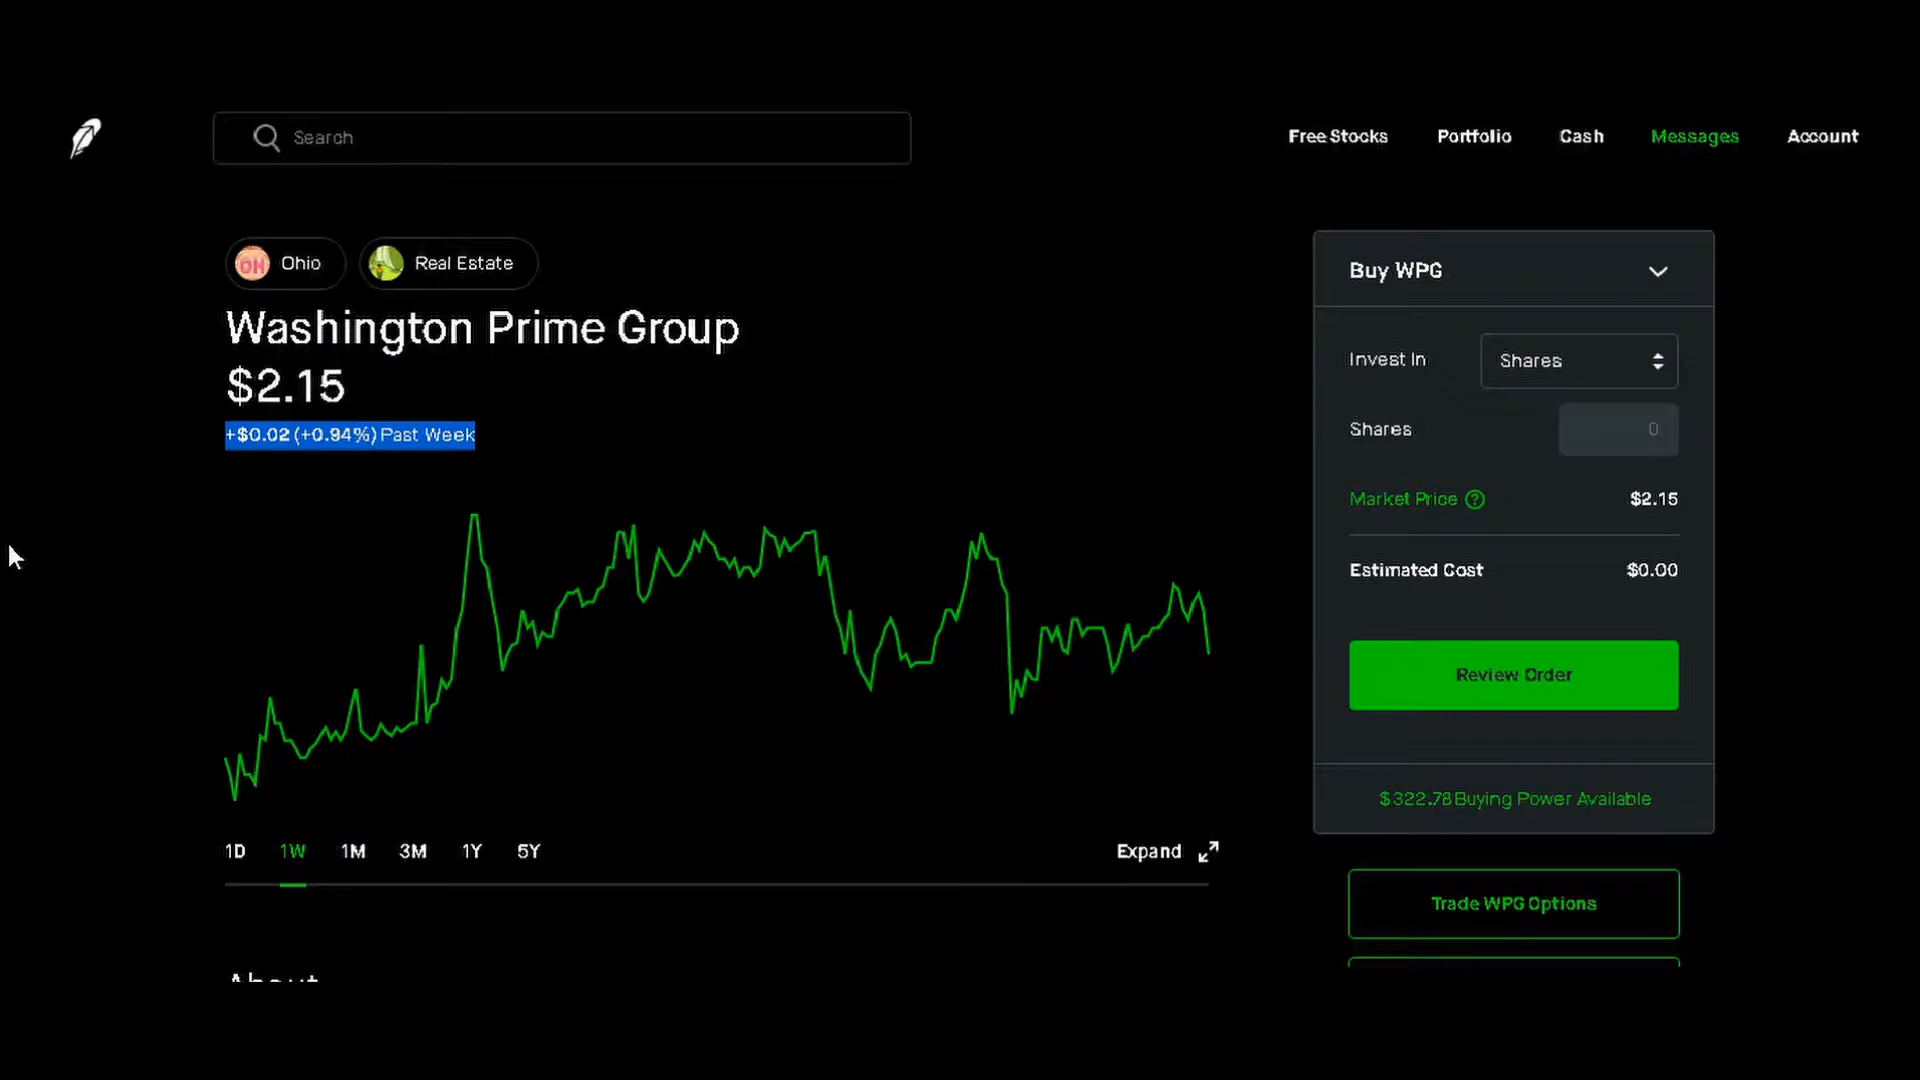 Search
Free Stocks
Portfolio
Cash
Messages
Account
OH
Ohio
Real Estate
Washington Prime Group
$2.15
+$0.02 (+0.94%) Past Week
1D
1W
1M
3M
1Y
5Y
Expand
About
Buy WPG
Invest In
Shares
Shares
0
Market Price ?
$2.15
Estimated Cost
$0.00
Review Order
$322.78 Buying Power Available
Trade WPG Options